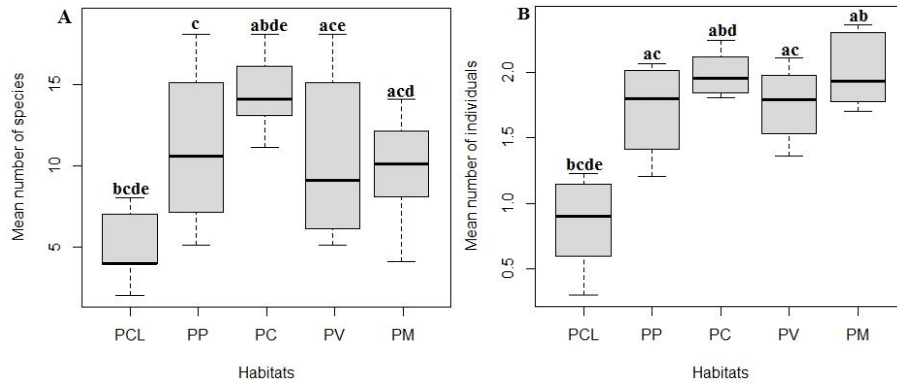 A
c
abde
ace
acd
bcde
Mean number of species
15
10
5
PCL PP PC PV PM
Habitats
B
ab
abd
ac
ac
bcde
Mean number of individuals
2.0
1.5
1.0
0.5
PCL PP PC PV PM
Habitats